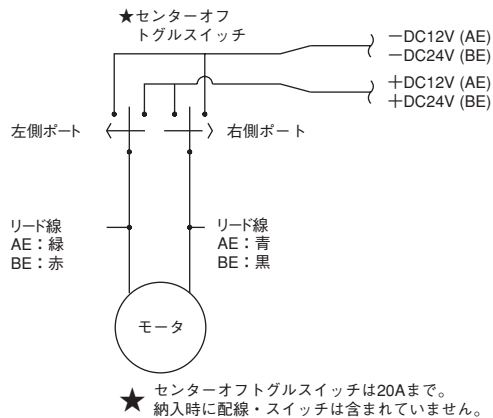 ★センターオフ
トグルスイッチ
−DC12V (AE)
−DC24V (BE)
+DC12V (AE)
+DC24V (BE)
左側ポート
右側ポート
リード線
AE：緑
BE：赤
リード線
AE：青
BE：黒
モータ
★ センターオフトグルスイッチは20Aまで。
納入時に配線・スイッチは含まれていません。